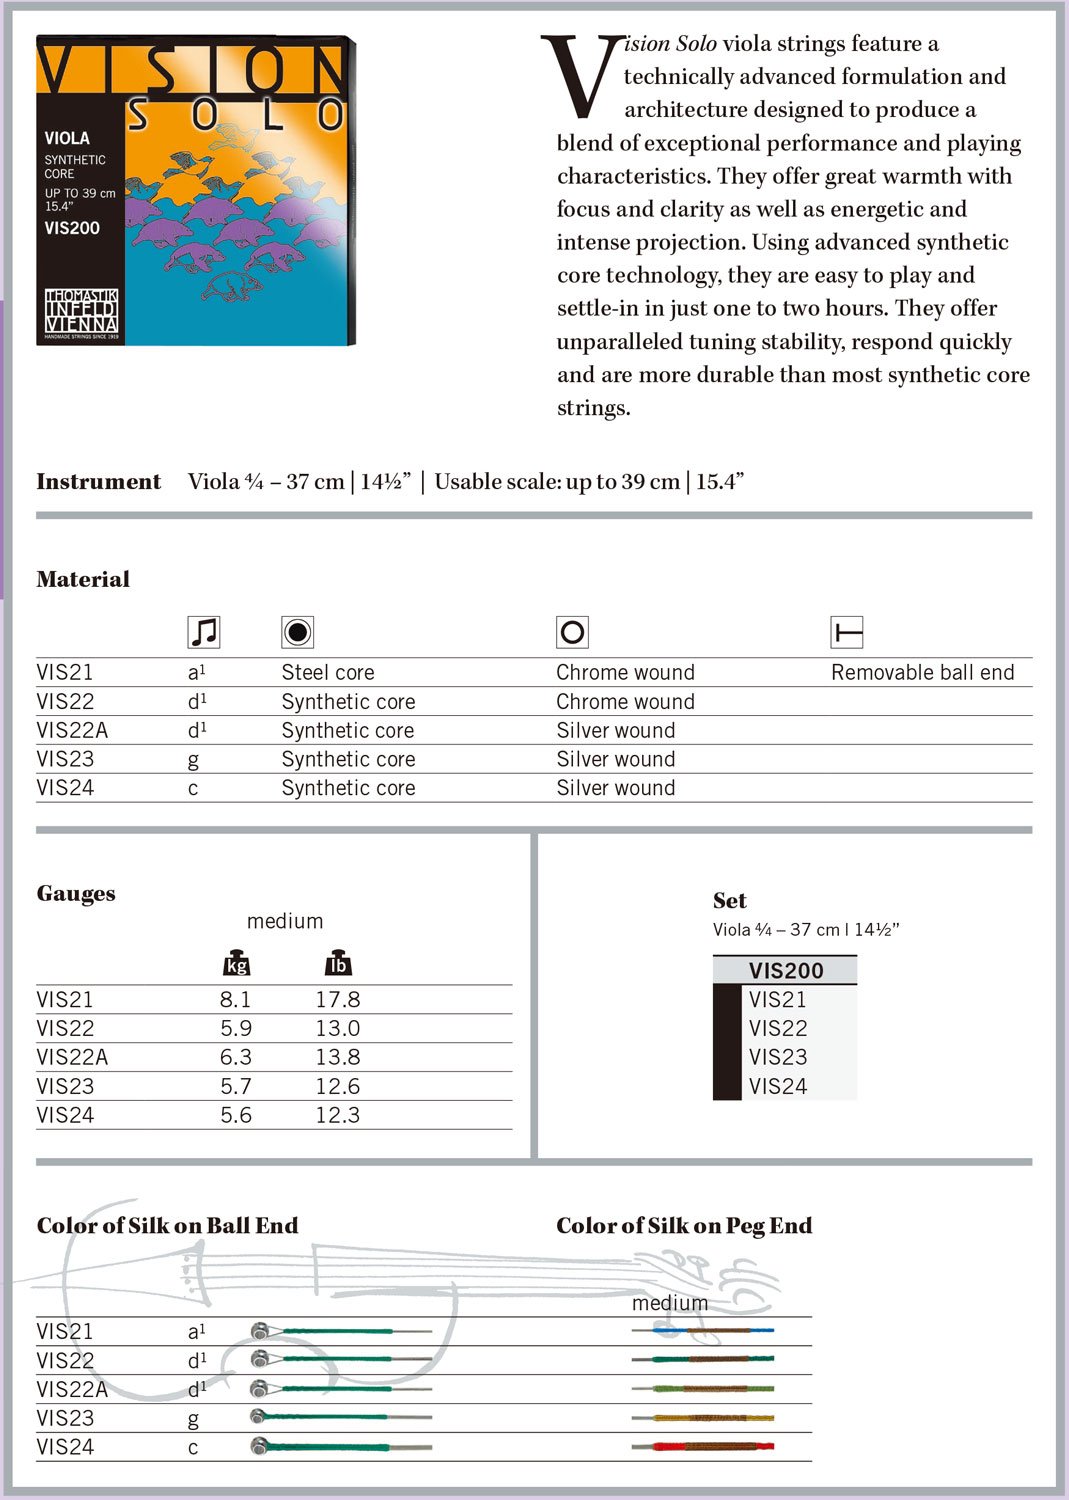 VISION
SOLO
VIOLA
SYNTHETIC
CORE
UP TO 39 cm
15.4”
VIS200
THOMASTIK
INFELD
VIENNA
HANDMADE STRINGS SINCE 1919
Vision Solo viola strings feature a
technically advanced formulation and
architecture designed to produce a
blend of exceptional performance and playing
characteristics. They offer great warmth with
focus and clarity as well as energetic and
intense projection. Using advanced synthetic
core technology, they are easy to play and
settle-in in just one to two hours. They offer
unparalleled tuning stability, respond quickly
and are more durable than most synthetic core
strings.
Instrument Viola 4⁄4 – 37 cm | 14½” | Usable scale: up to 39 cm | 15.4”
Material
VIS21 a¹ Steel core Chrome wound Removable ball end
VIS22 d¹ Synthetic core Chrome wound
VIS22A d¹ Synthetic core Silver wound
VIS23 g Synthetic core Silver wound
VIS24 c Synthetic core Silver wound
Gauges
medium
kg lb
VIS21 8.1 17.8
VIS22 5.9 13.0
VIS22A 6.3 13.8
VIS23 5.7 12.6
VIS24 5.6 12.3
Set
Viola 4⁄4 – 37 cm | 14½”
VIS200
VIS21
VIS22
VIS23
VIS24
Color of Silk on Ball End Color of Silk on Peg End
medium
VIS21 a¹
VIS22 d¹
VIS22A d¹
VIS23 g
VIS24 c